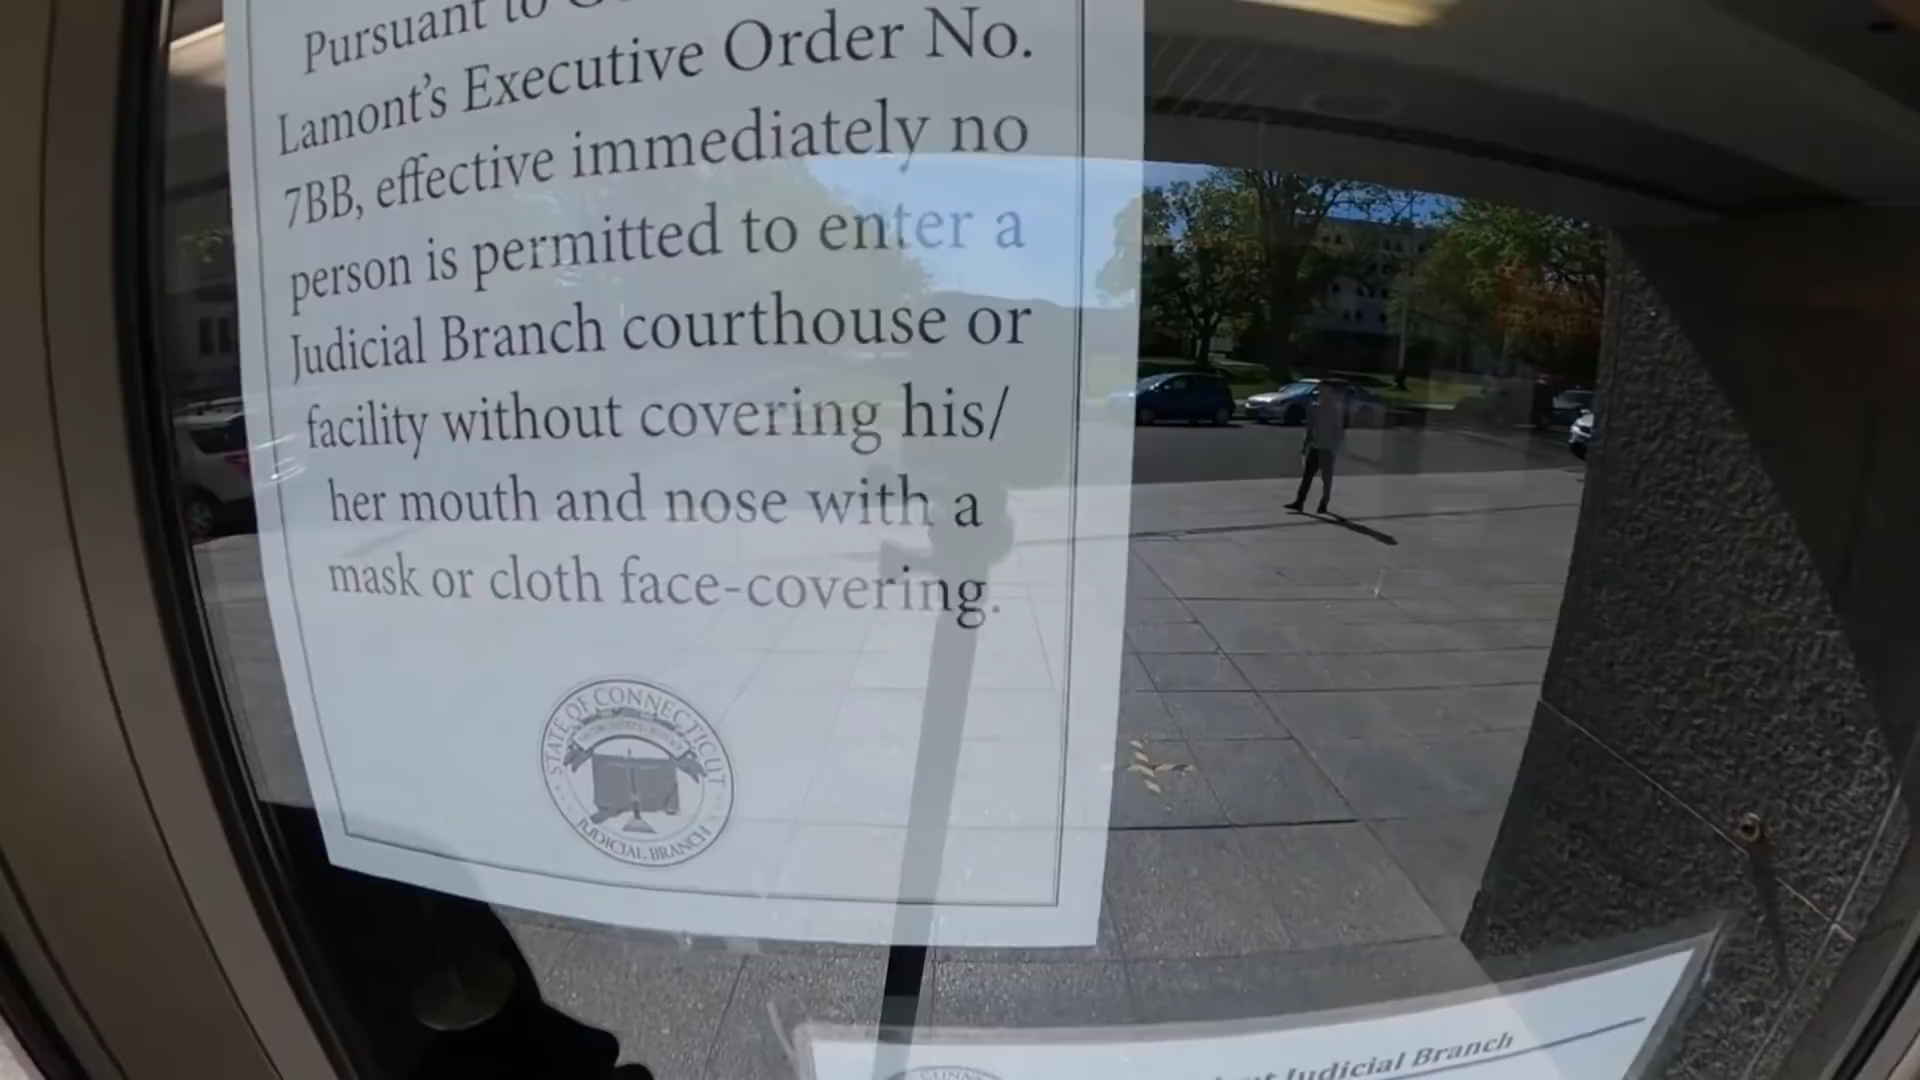 Pursuant to
Lamont's Executive Order No.
7BB, effective immediately no
person is permitted to enter a
Judicial Branch courthouse or
facility without covering his/
her mouth and nose with a
mask or cloth face-covering.
STATE OF CONNECTICUT
JUDICIAL BRANCH
Judicial Branch